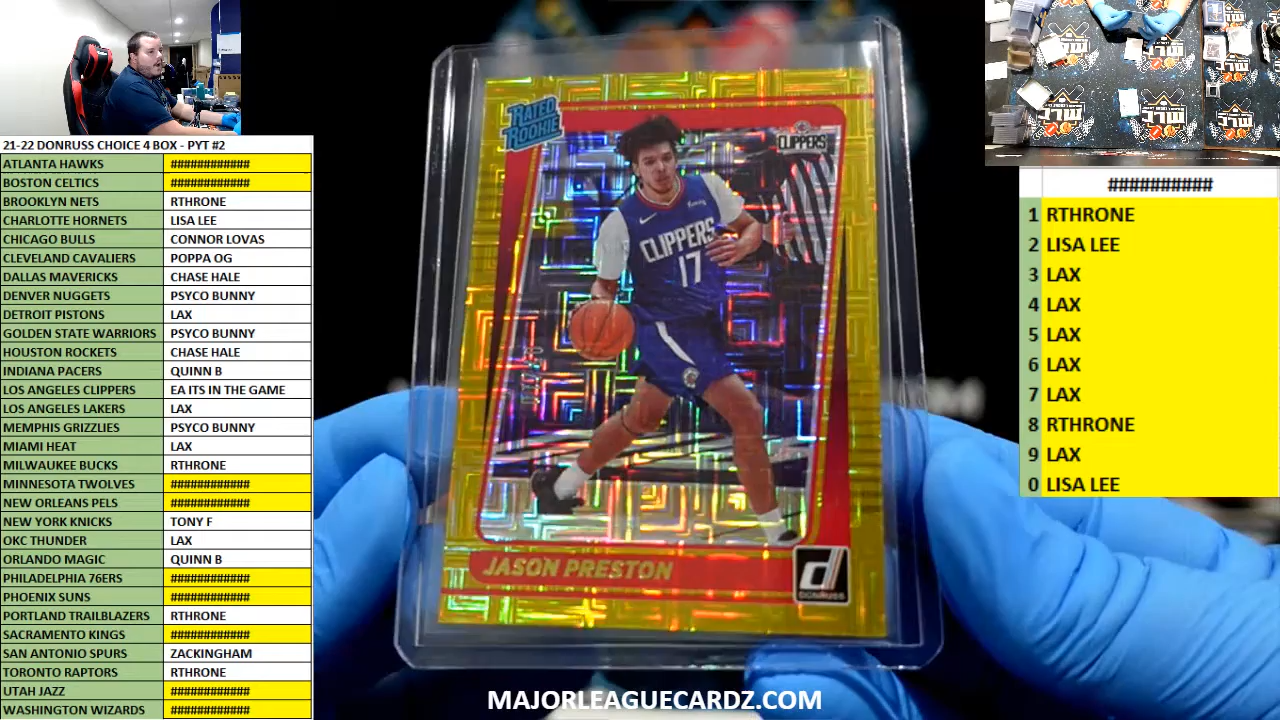 21-22 DONRUSS CHOICE 4 BOX - PYT #2
ATLANTA HAWKS ############
BOSTON CELTICS ############
BROOKLYN NETS RTHRONE
CHARLOTTE HORNETS LISA LEE
CHICAGO BULLS CONNOR LOVAS
CLEVELAND CAVALIERS POPPA OG
DALLAS MAVERICKS CHASE HALE
DENVER NUGGETS PSYCO BUNNY
DETROIT PISTONS LAX
GOLDEN STATE WARRIORS PSYCO BUNNY
HOUSTON ROCKETS CHASE HALE
INDIANA PACERS QUINN B
LOS ANGELES CLIPPERS EA ITS IN THE GAME
LOS ANGELES LAKERS LAX
MEMPHIS GRIZZLIES PSYCO BUNNY
MIAMI HEAT LAX
MILWAUKEE BUCKS RTHRONE
MINNESOTA TWOLVES ############
NEW ORLEANS PELS ############
NEW YORK KNICKS TONY F
OKC THUNDER LAX
ORLANDO MAGIC QUINN B
PHILADELPHIA 76ERS ############
PHOENIX SUNS ############
PORTLAND TRAILBLAZERS RTHRONE
SACRAMENTO KINGS ############
SAN ANTONIO SPURS ZACKINGHAM
TORONTO RAPTORS RTHRONE
UTAH JAZZ ############
WASHINGTON WIZARDS ############
RATED
ROOKIE
CLIPPERS
CLIPPERS
17
JASON PRESTON
d
DONRUSS
MAJORLEAGUECARDZ.COM
MLC
MLC
MLC
##########
1 RTHRONE
2 LISA LEE
3 LAX
4 LAX
5 LAX
6 LAX
7 LAX
8 RTHRONE
9 LAX
0 LISA LEE